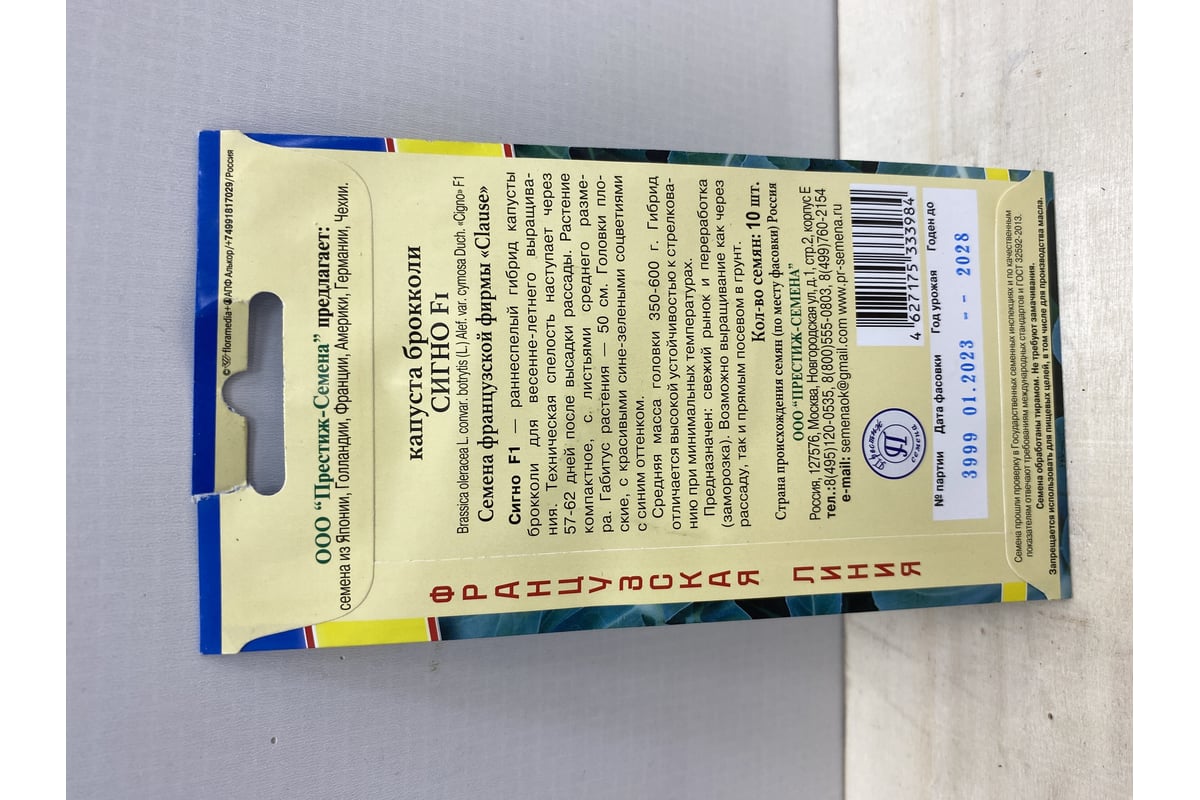 © floramedia+ФЛПО Алькор/+74991817029/Россия
ООО “Престиж-Семена” предлагает:
семена из Японии, Голландии, Франции, Америки, Германии, Чехии.
капуста брокколи
СИГНО F1
Brassica oleracea L. convar. botrytis (L.) Alef. var. cymosa Duch. «Cigno» F1
Семена французской фирмы «Clause»
Сигно F1 — раннеспелый гибрид капусты
брокколи для весенне-летнего выращива-
ния. Техническая спелость наступает через
57-62 дней после высадки рассады. Растение
компактное, с листьями среднего разме-
ра. Габитус растения — 50 см. Головки пло-
ские, с красивыми сине-зелеными соцветиями
с синим оттенком.
Средняя масса головки 350-600 г. Гибрид
отличается высокой устойчивостью к стрелкова-
нию при минимальных температурах.
Предназначен: свежий рынок и переработка
(заморозка). Возможно выращивание как через
рассаду, так и прямым посевом в грунт.
Кол-во семян: 10 шт.
Страна происхождения семян (по месту фасовки) Россия
ООО “ПРЕСТИЖ-СЕМЕНА”
Россия, 127576, Москва, Новгородская ул, д.1, стр.2, корпус Е
тел.:8(495)120-0535, 8(800)555-0803, 8(499)760-2154
e-mail: semenaok@gmail.com www.pr-semena.ru
Престиж
П
семена
4 627175 333984
№ партии Дата фасовки Год урожая Годен до
3999 01.2023 -- 2028
Семена прошли проверку в Государственных семенных инспекциях и по качественным
показателям отвечают требованиям международных стандартов и ГОСТ 32592-2013.
Семена обработаны тирамом. Не требуют замачивания.
Запрещается использовать для пищевых целей, в том числе для производства масла.
ФРАНЦУЗСКАЯ ЛИНИЯ